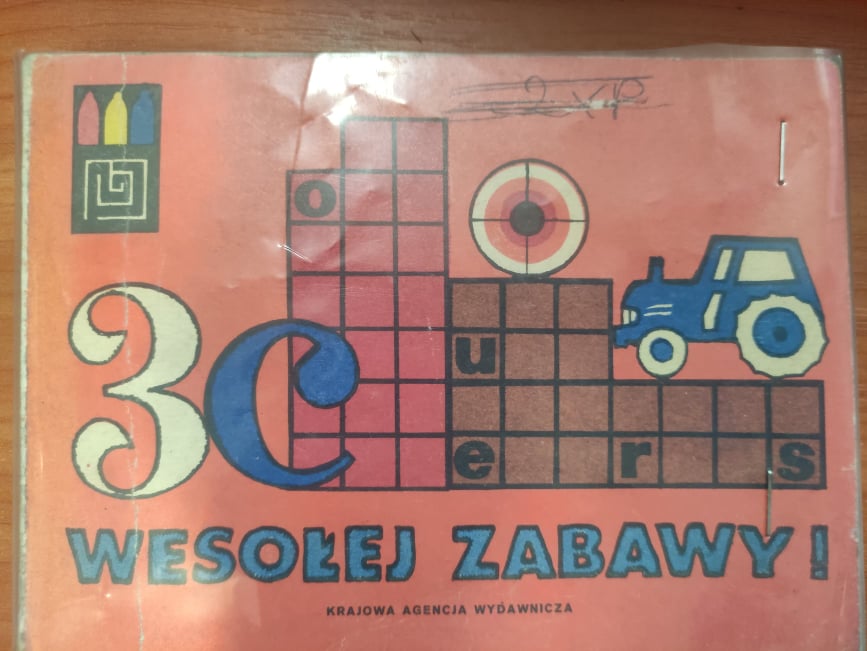 o
3c
u
e r s
WESOŁEJ ZABAWY!
KRAJOWA AGENCJA WYDAWNICZA